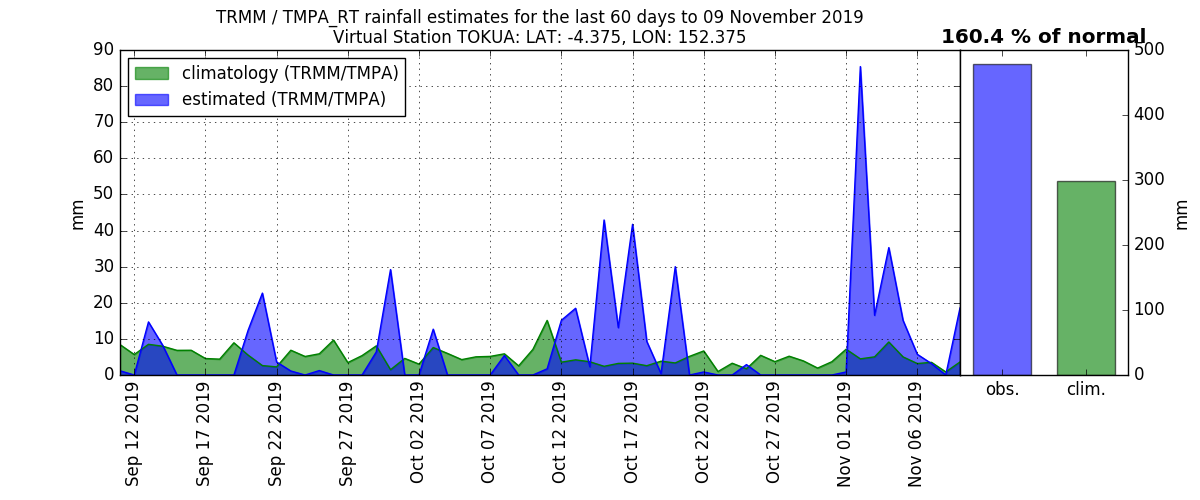 TRMM / TMPA_RT rainfall estimates for the last 60 days to 09 November 2019
Virtual Station TOKUA: LAT: -4.375, LON: 152.375
160.4 % of normal
climatology (TRMM/TMPA)
estimated (TRMM/TMPA)
90
80
70
60
50
40
30
20
10
0
mm
Sep 12 2019
Sep 17 2019
Sep 22 2019
Sep 27 2019
Oct 02 2019
Oct 07 2019
Oct 12 2019
Oct 17 2019
Oct 22 2019
Oct 27 2019
Nov 01 2019
Nov 06 2019
obs.
clim.
500
400
300
200
100
0
mm